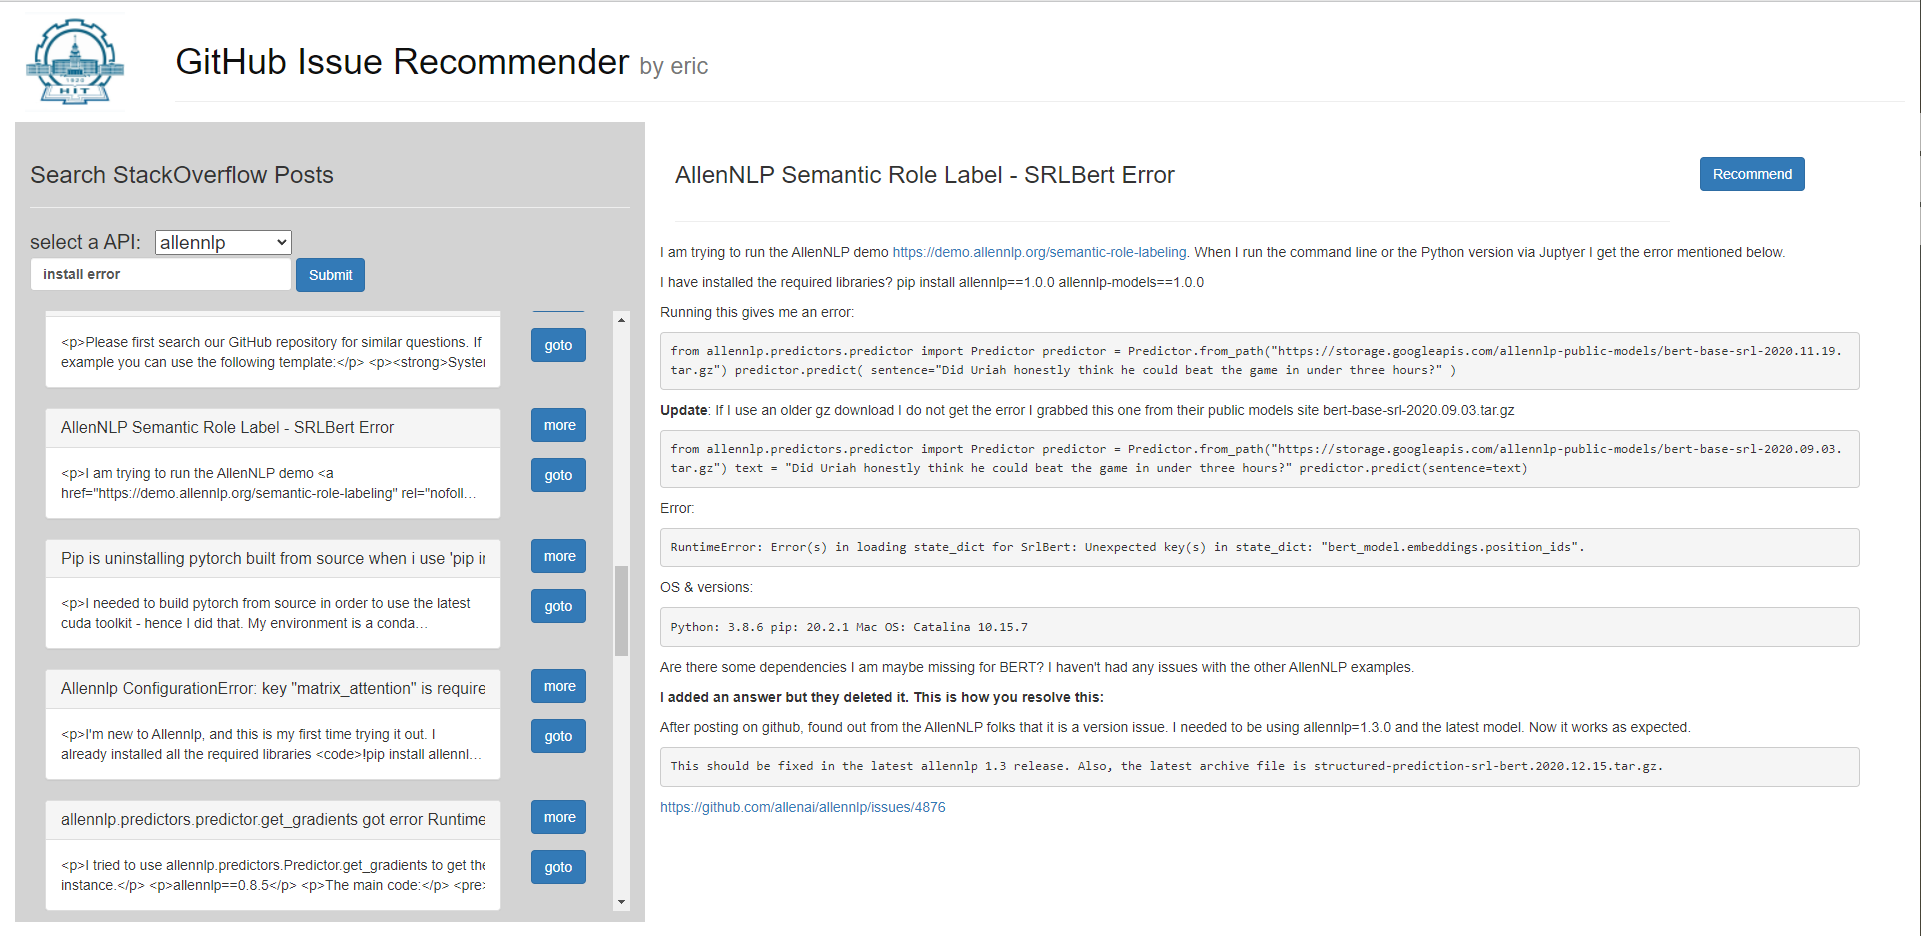 1920
HIT
GitHub Issue Recommender by eric
Search StackOverflow Posts
select a API: allennlp
install error Submit
<p>Please first search our GitHub repository for similar questions. If
example you can use the following template:</p> <p><strong>System
goto
AllenNLP Semantic Role Label - SRLBert Error
more
<p>I am trying to run the AllenNLP demo <a
href="https://demo.allennlp.org/semantic-role-labeling" rel="nofoll…
goto
Pip is uninstalling pytorch built from source when i use 'pip in
more
<p>I needed to build pytorch from source in order to use the latest
cuda toolkit - hence I did that. My environment is a conda…
goto
Allennlp ConfigurationError: key "matrix_attention" is require
more
<p>I'm new to Allennlp, and this is my first time trying it out. I
already installed all the required libraries <code>!pip install allennl…
goto
allennlp.predictors.predictor.get_gradients got error Runtime
more
<p>I tried to use allennlp.predictors.Predictor.get_gradients to get the
instance.</p> <p>allennlp==0.8.5</p> <p>The main code:</p> <pre>
goto
AllenNLP Semantic Role Label - SRLBert Error
Recommend
I am trying to run the AllenNLP demo https://demo.allennlp.org/semantic-role-labeling. When I run the command line or the Python version via Juptyer I get the error mentioned below.
I have installed the required libraries? pip install allennlp==1.0.0 allennlp-models==1.0.0
Running this gives me an error:
from allennlp.predictors.predictor import Predictor predictor = Predictor.from_path("https://storage.googleapis.com/allennlp-public-models/bert-base-srl-2020.11.19.
tar.gz") predictor.predict( sentence="Did Uriah honestly think he could beat the game in under three hours?" )
Update: If I use an older gz download I do not get the error I grabbed this one from their public models site bert-base-srl-2020.09.03.tar.gz
from allennlp.predictors.predictor import Predictor predictor = Predictor.from_path("https://storage.googleapis.com/allennlp-public-models/bert-base-srl-2020.09.03.
tar.gz") text = "Did Uriah honestly think he could beat the game in under three hours?" predictor.predict(sentence=text)
Error:
RuntimeError: Error(s) in loading state_dict for SrlBert: Unexpected key(s) in state_dict: "bert_model.embeddings.position_ids".
OS & versions:
Python: 3.8.6 pip: 20.2.1 Mac OS: Catalina 10.15.7
Are there some dependencies I am maybe missing for BERT? I haven't had any issues with the other AllenNLP examples.
I added an answer but they deleted it. This is how you resolve this:
After posting on github, found out from the AllenNLP folks that it is a version issue. I needed to be using allennlp=1.3.0 and the latest model. Now it works as expected.
This should be fixed in the latest allennlp 1.3 release. Also, the latest archive file is structured-prediction-srl-bert.2020.12.15.tar.gz.
https://github.com/allenai/allennlp/issues/4876